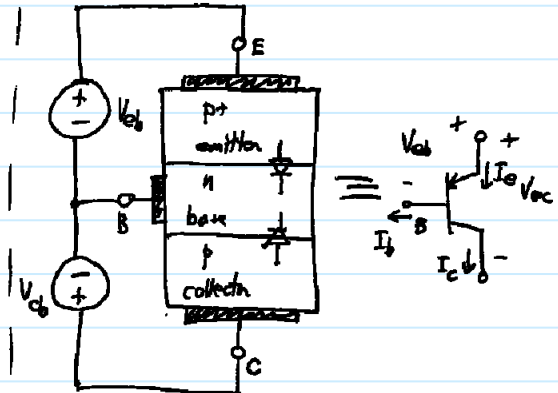 E
+
-
Veb
p+
emitter
n
base
B
p
collector
-
+
Vcb
C
Veb
+
+
-
Ie
Vec
B
Ib
Ic
-